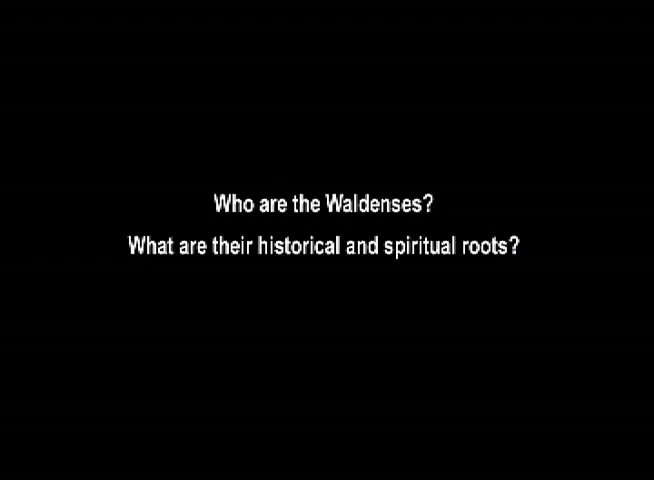 Who are the Waldenses?
What are their historical and spiritual roots?